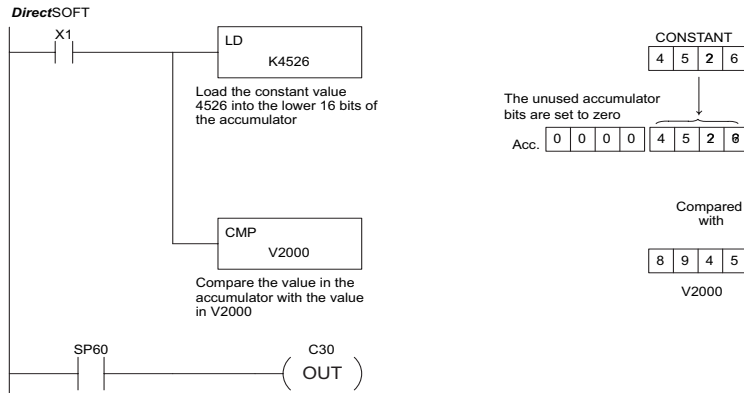 DirectSOFT
X1
LD
K4526
Load the constant value
4526 into the lower 16 bits of
the accumulator
CMP
V2000
Compare the value in the
accumulator with the value
in V2000
SP60
C30
OUT
CONSTANT
4 5 2 6
The unused accumulator
bits are set to zero
Acc. 0 0 0 0 4 5 2
Compared
with
8 9 4 5
V2000